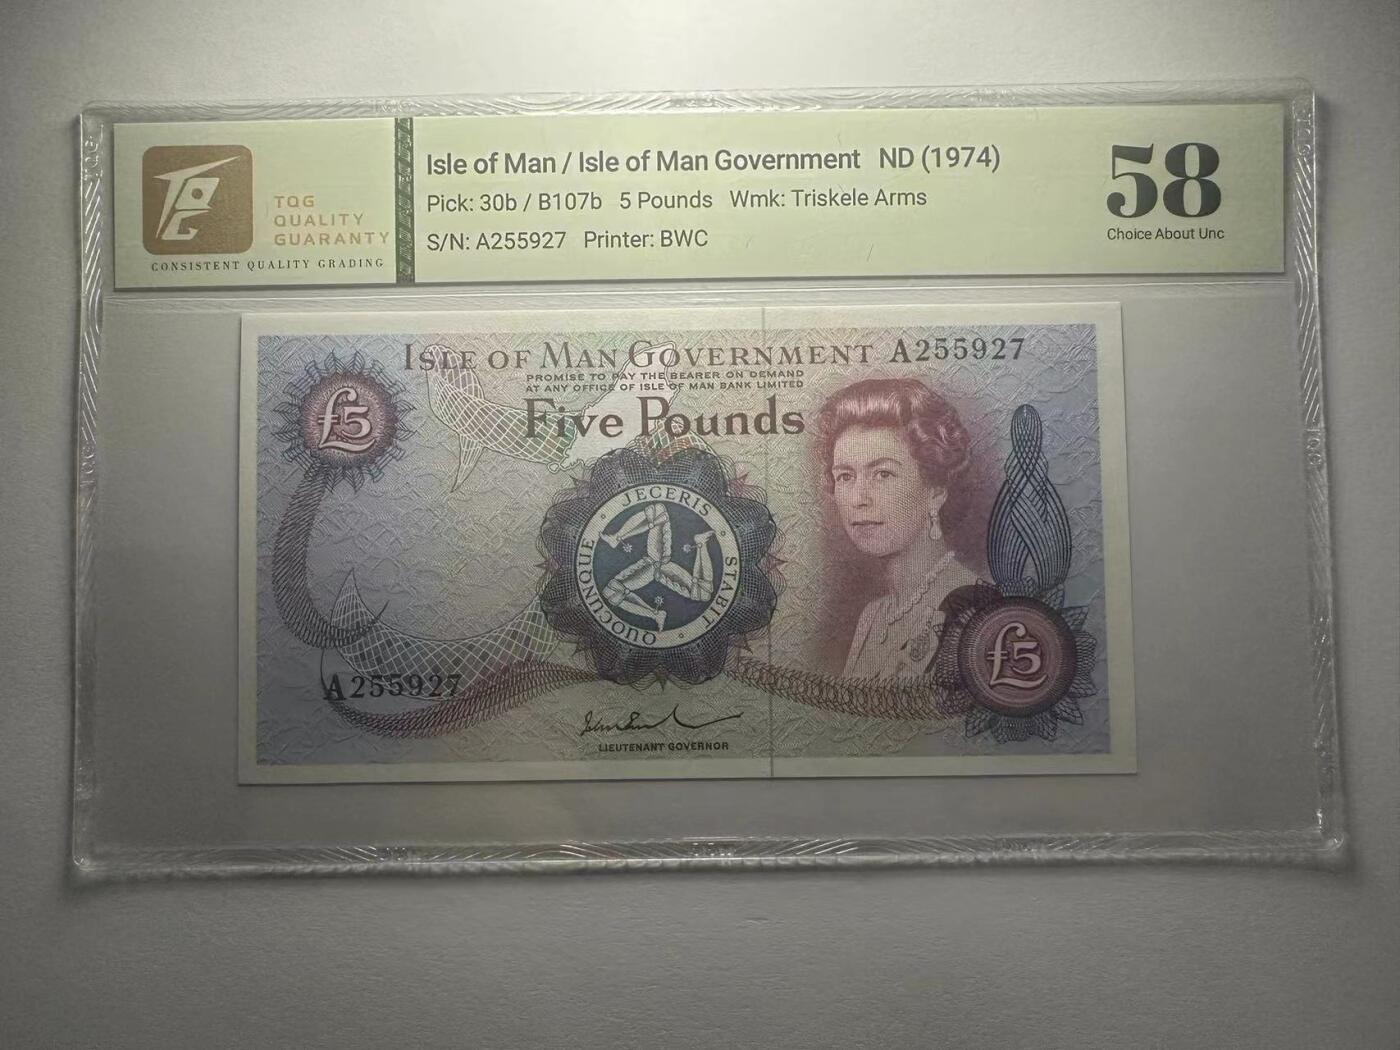 TQG
QUALITY
GUARANTY
CONSISTENT QUALITY GRADING
Isle of Man / Isle of Man Government ND (1974)
Pick: 30b / B107b 5 Pounds Wmk: Triskele Arms
S/N: A255927 Printer: BWC
58
Choice About Unc
ISLE OF MAN GOVERNMENT A255927
PROMISE TO PAY THE BEARER ON DEMAND
AT ANY OFFICE OF ISLE OF MAN BANK LIMITED
Five Pounds
£5
QUOCUNQUE · JECERIS · STABIT
£5
A255927
LIEUTENANT GOVERNOR